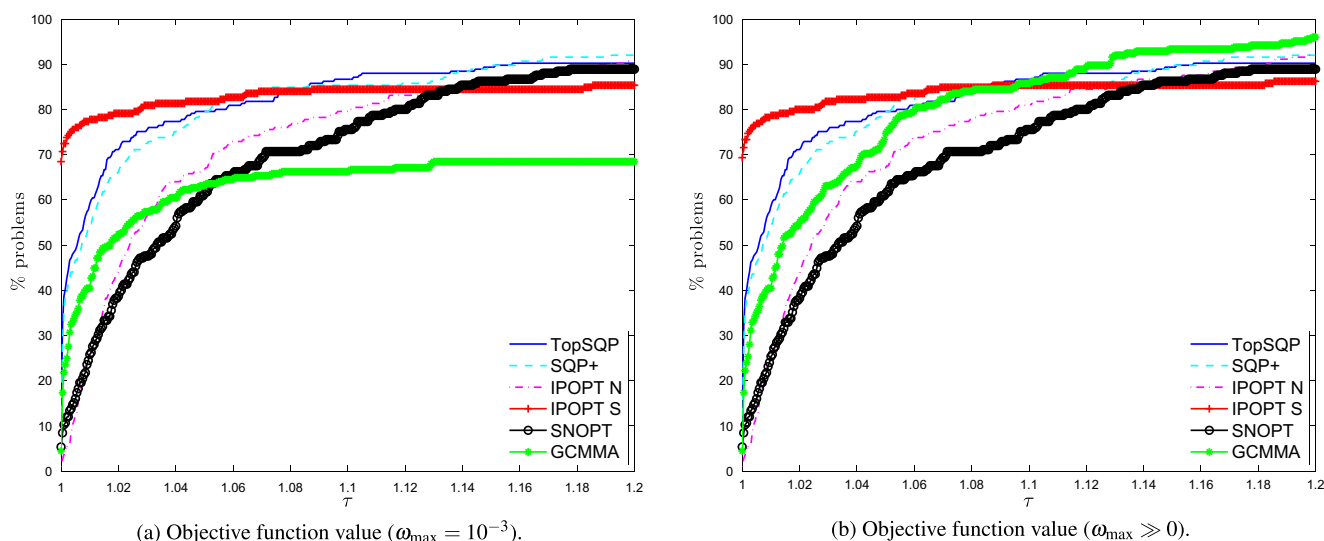 100
90
80
70
60
50
40
30
20
10
0
% problems
TopSQP
SQP+
IPOPT N
IPOPT S
SNOPT
GCMMA
1 1.02 1.04 1.06 1.08 1.1 1.12 1.14 1.16 1.18 1.2
τ
(a) Objective function value (ω_max = 10⁻³).
100
90
80
70
60
50
40
30
20
10
0
% problems
TopSQP
SQP+
IPOPT N
IPOPT S
SNOPT
GCMMA
1 1.02 1.04 1.06 1.08 1.1 1.12 1.14 1.16 1.18 1.2
τ
(b) Objective function value (ω_max ≫ 0).